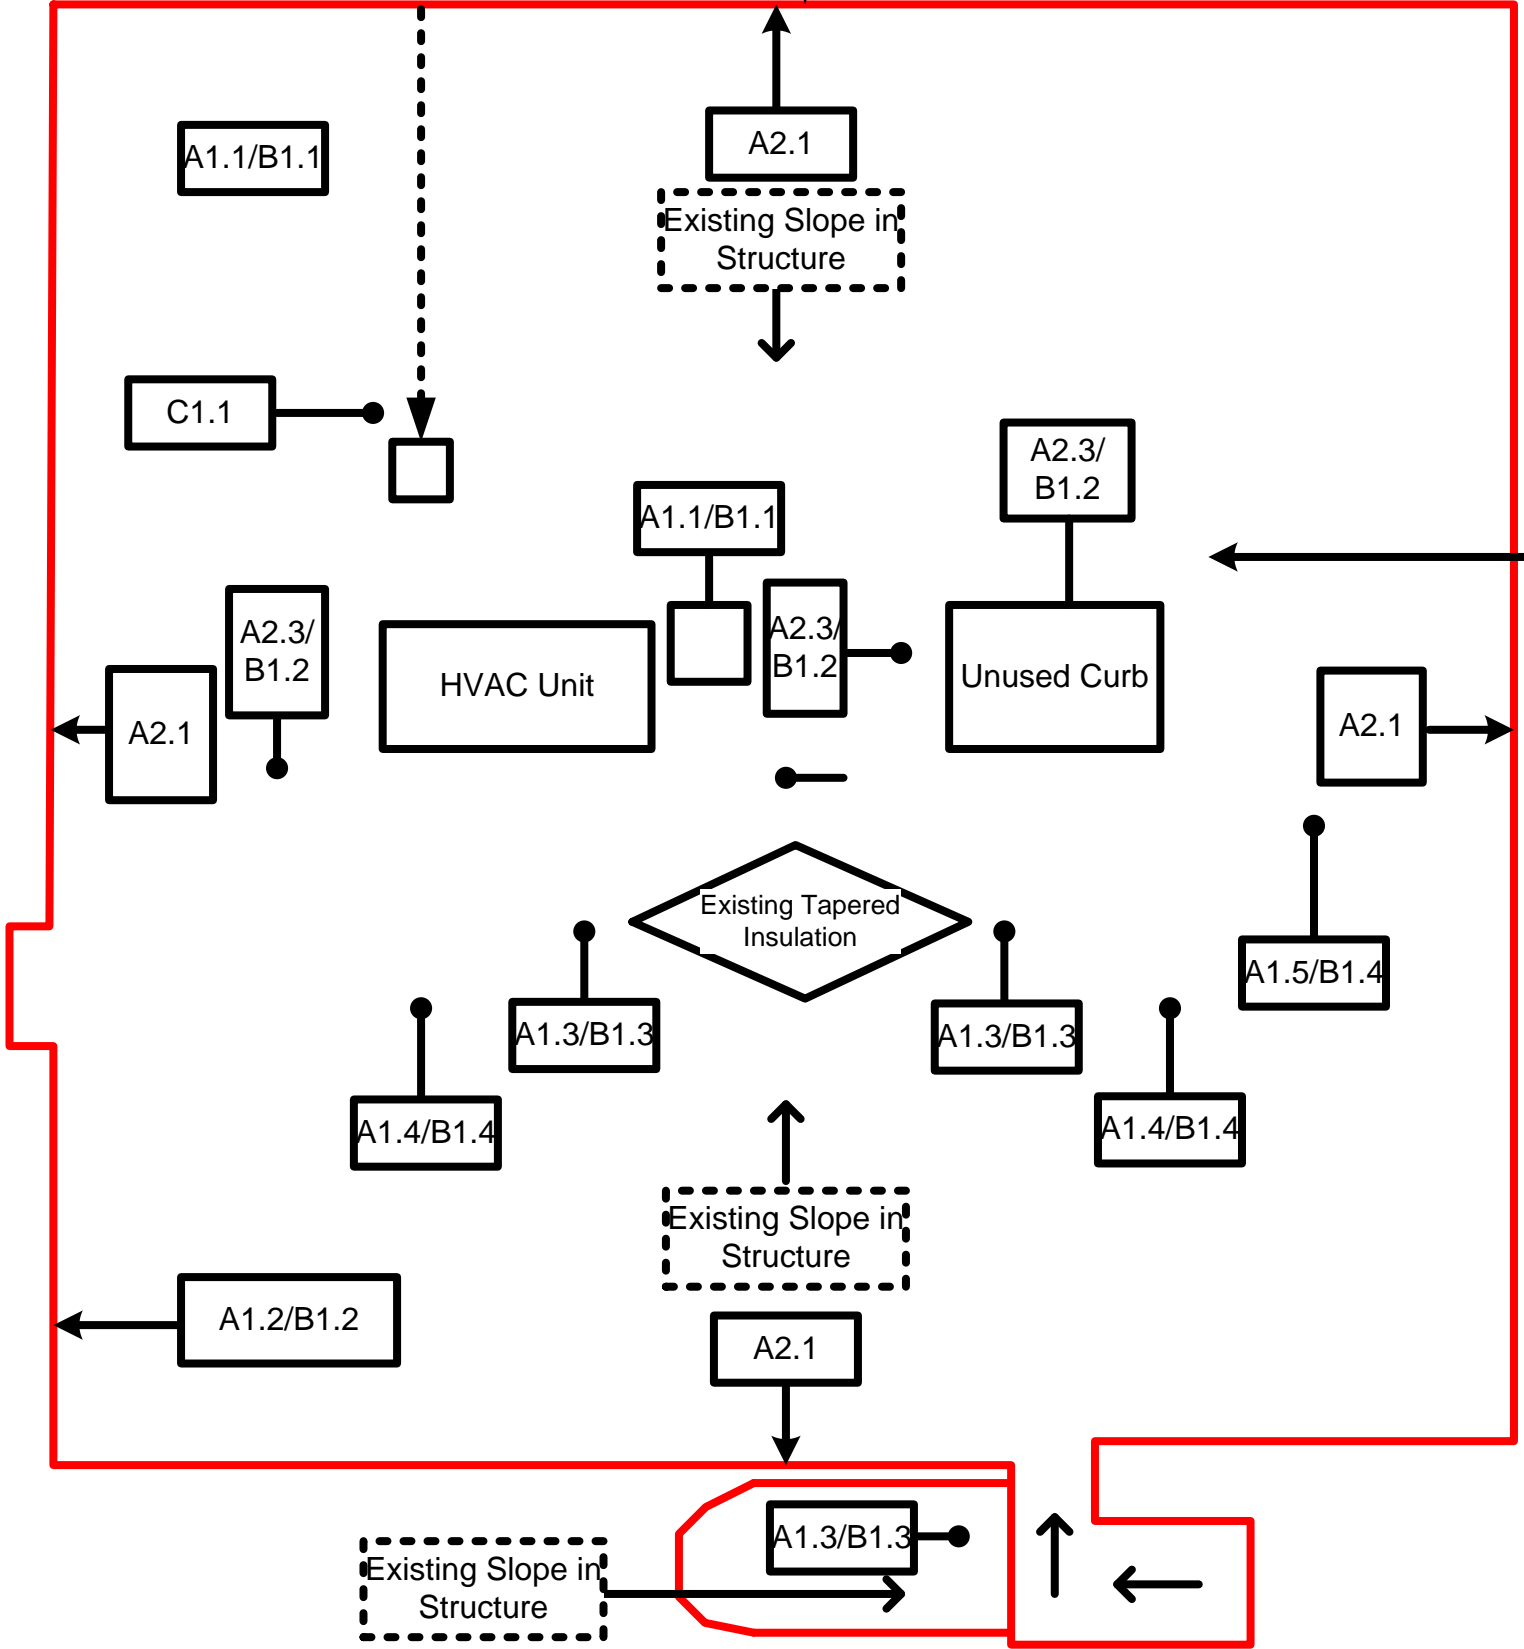 A2.1
A1.1/B1.1
Existing Slope in
Structure
C1.1
A2.3/
B1.2
A1.1/B1.1
A2.3/
B1.2
A2.3/
B1.2
HVAC Unit
Unused Curb
A2.1
A2.1
Existing Tapered
Insulation
A1.5/B1.4
A1.3/B1.3
A1.3/B1.3
A1.4/B1.4
A1.4/B1.4
Existing Slope in
Structure
A1.2/B1.2
A2.1
A1.3/B1.3
Existing Slope in
Structure